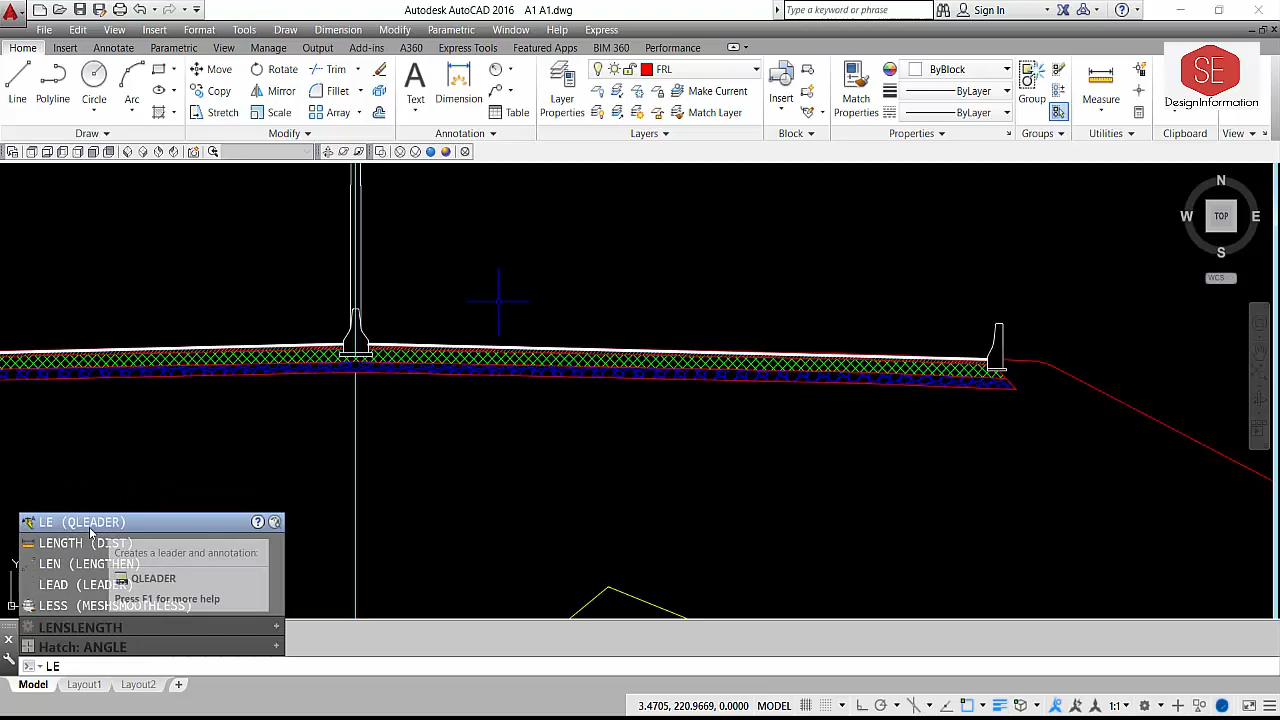 Autodesk AutoCAD 2016 A1 A1.dwg
Type a keyword or phrase
Sign In
File Edit View Insert Format Tools Draw Dimension Modify Parametric Window Help Express
Home Insert Annotate Parametric View Manage Output Add-ins A360 Express Tools Featured Apps BIM 360 Performance
Line Polyline Circle Arc
Move Rotate Trim
Copy Mirror Fillet
Stretch Scale Array
Text Dimension
Table
Layer Properties
FRL
Make Current
Match Layer
Insert
Match Properties
ByBlock
ByLayer
ByLayer
Group
Measure
SE
DesignInformation
Draw Modify Annotation Layers Block Properties Groups Utilities Clipboard View
N
W TOP E
S
WCS
LE (QLEADER)
LENGTH (DIST)
LEN (LENGTHEN)
LEAD (LEADER)
LESS (MESHSMOOTHLESS)
LENSLENGTH
Hatch: ANGLE
Creates a leader and annotation:
QLEADER
Press F1 for more help
Y
LE
Model Layout1 Layout2
3.4705, 220.9669, 0.0000 MODEL
1:1